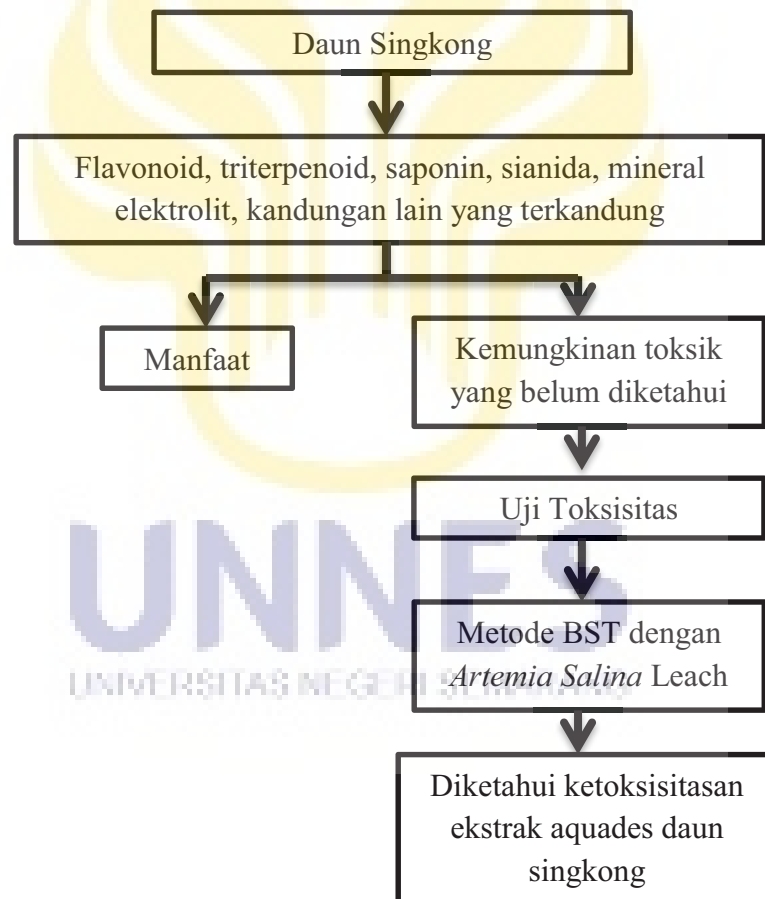 Daun Singkong
Flavonoid, triterpenoid, saponin, sianida, mineral
elektrolit, kandungan lain yang terkandung
Manfaat
Kemungkinan toksik
yang belum diketahui
Uji Toksisitas
UNNES
Metode BST dengan
Artemia Salina Leach
UNIVERSITAS NEGERI SEMARANG
Diketahui ketoksisitasan
ekstrak aquades daun
singkong